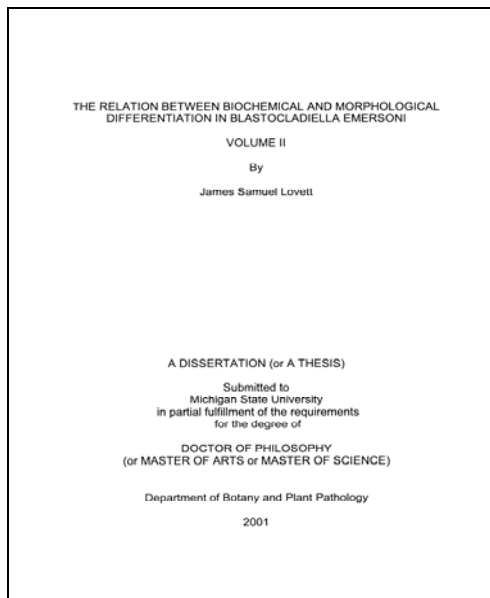 THE RELATION BETWEEN BIOCHEMICAL AND MORPHOLOGICAL
DIFFERENTIATION IN BLASTOCLADIELLA EMERSONI
VOLUME II
By
James Samuel Lovett
A DISSERTATION (or A THESIS)
Submitted to
Michigan State University
in partial fulfillment of the requirements
for the degree of
DOCTOR OF PHILOSOPHY
(or MASTER OF ARTS or MASTER OF SCIENCE)
Department of Botany and Plant Pathology
2001